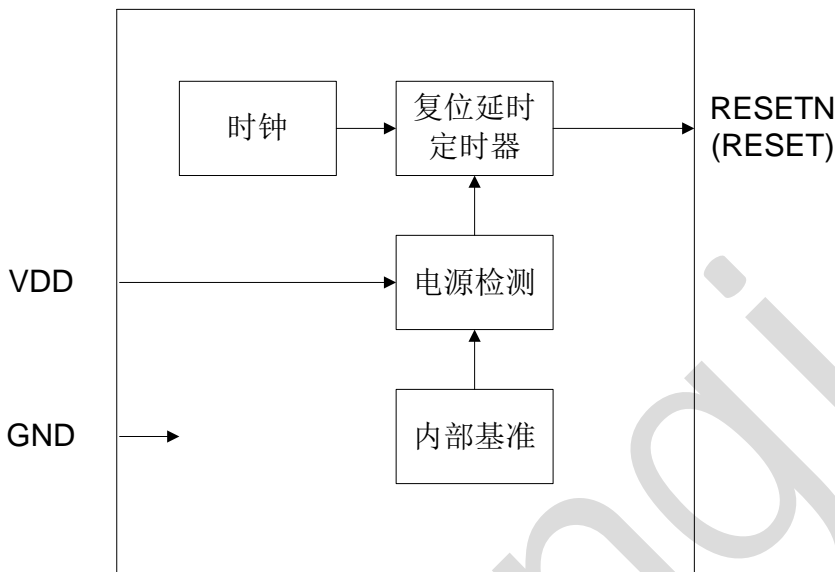 时钟
复位延时
定时器
RESETN
(RESET)
VDD
电源检测
GND
内部基准